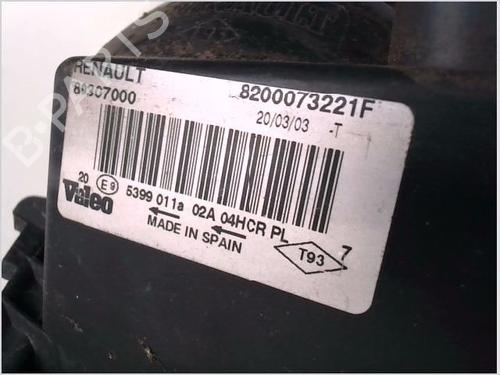 RENAULT
89307000
8200073221F
20/03/03 -T
20 E9 5399 011a 02A 04HCR PL
Valeo
MADE IN SPAIN
T93 7
B-PARTS